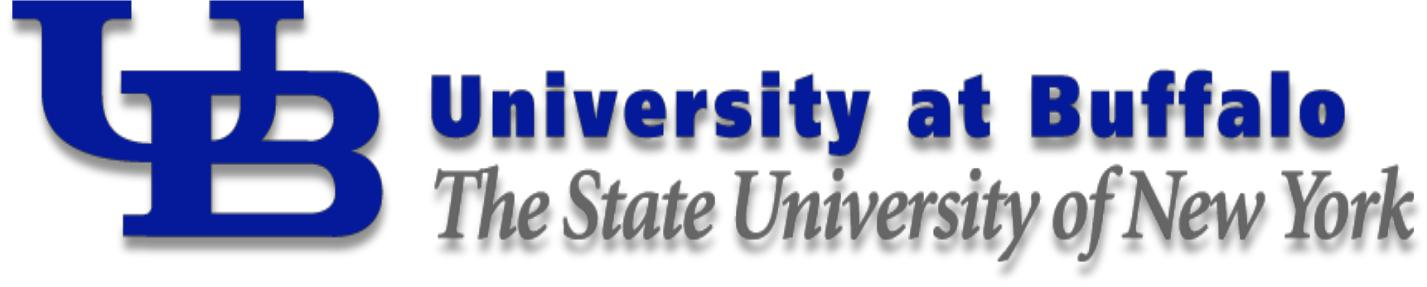 UB
University at Buffalo
The State University of New York